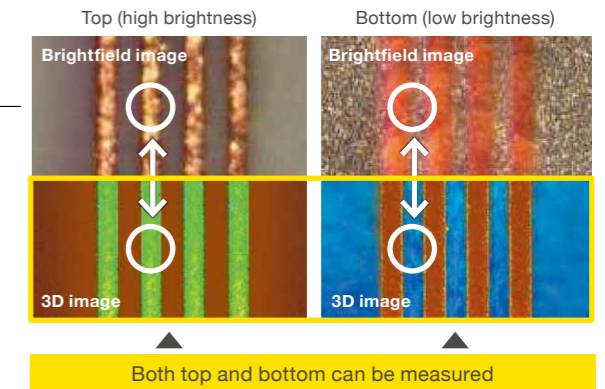 Top (high brightness)
Bottom (low brightness)
Brightfield image
Brightfield image
3D image
3D image
Both top and bottom can be measured